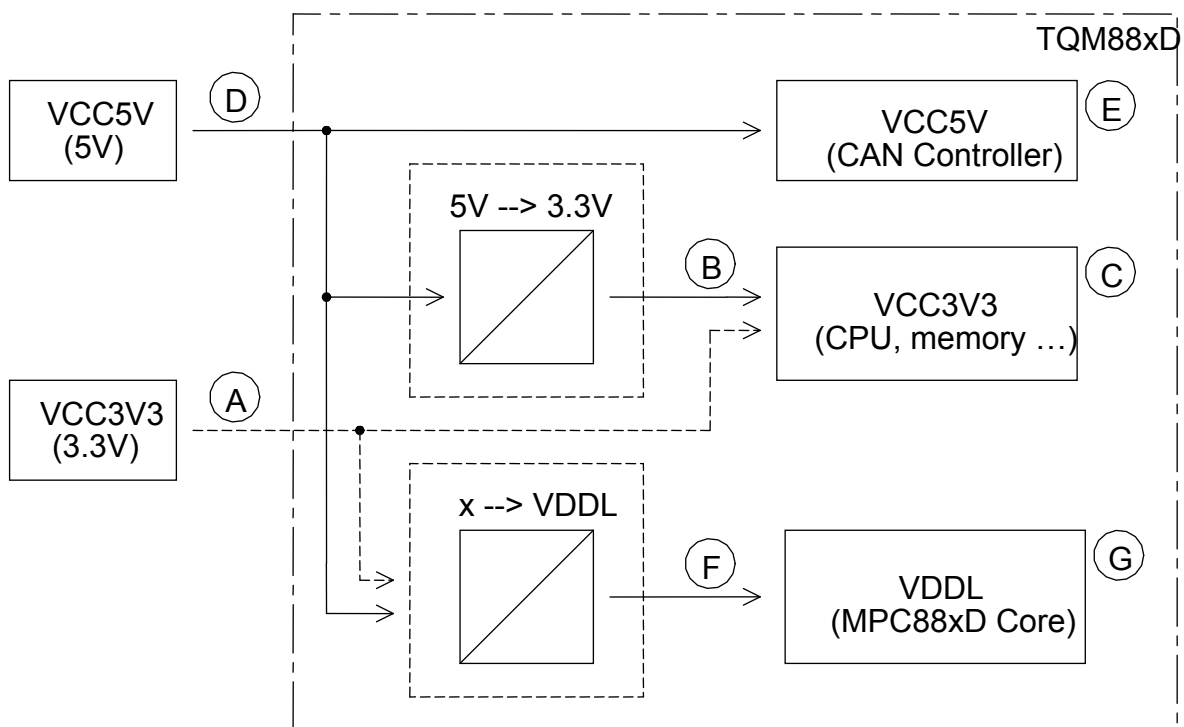 TQM88xD
VCC5V
(5V)
D
VCC5V
(CAN Controller)
E
5V --> 3.3V
B
VCC3V3
(CPU, memory …)
C
VCC3V3
(3.3V)
A
x --> VDDL
F
VDDL
(MPC88xD Core)
G